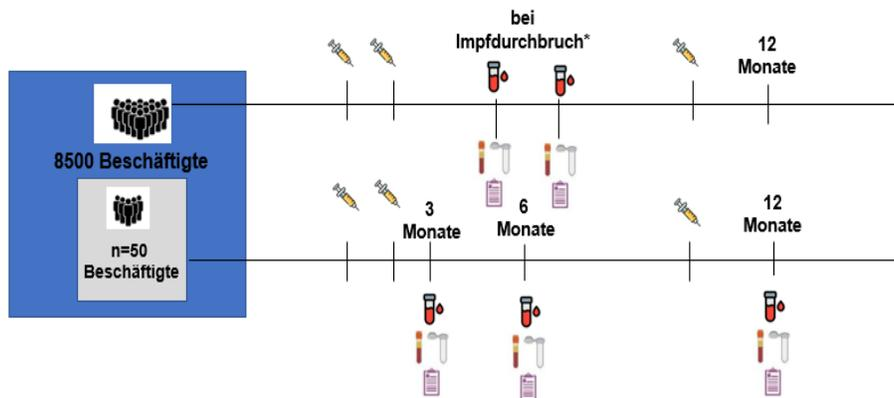 bei
Impfdurchbruch*
12
Monate
8500 Beschäftigte
3
Monate
6
Monate
12
Monate
n=50
Beschäftigte